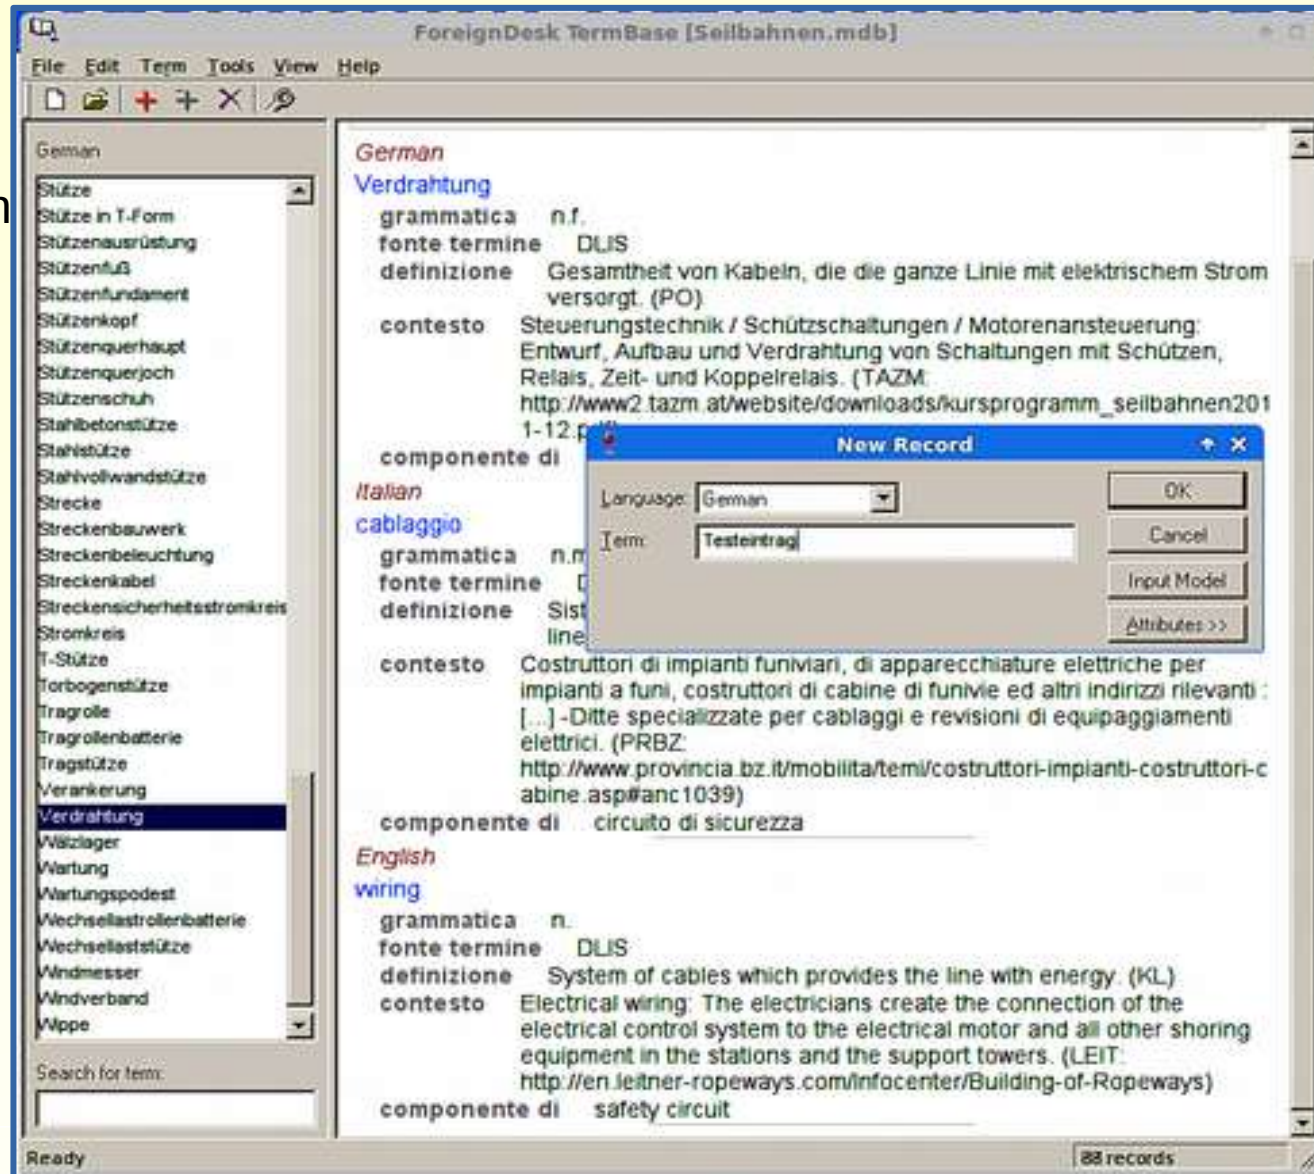 ForeignDesk TermBase [Seilbahnen.mdb]
File Edit Term Tools View Help
German
Stütze
Stütze in T-Form
Stützenausrüstung
Stützenfuß
Stützenfundament
Stützenkopf
Stützenquerhaupt
Stützenquerjoch
Stützenschuh
Stahlbetonstütze
Stahlstütze
Stahlvollwandstütze
Strecke
Streckenbauwerk
Streckenbeleuchtung
Streckenkabel
Streckensicherheitsstromkreis
Stromkreis
T-Stütze
Torbogenstütze
Tragrolle
Tragrollenbatterie
Tragstütze
Verankerung
Verdrahtung
Wälzlager
Wartung
Wartungspodest
Wechsellastrollenbatterie
Wechsellaststütze
Windmesser
Windverband
Wippe
Search for term:
German
Verdrahtung
grammatica n.f.
fonte termine DLIS
definizione Gesamtheit von Kabeln, die die ganze Linie mit elektrischem Strom
versorgt. (PO)
contesto Steuerungstechnik / Schützschaltungen / Motorenansteuerung:
Entwurf, Aufbau und Verdrahtung von Schaltungen mit Schützen,
Relais, Zeit- und Koppelrelais. (TAZM:
http://www2.tazm.at/website/downloads/kursprogramm_seilbahnen201
1-12.p
componente di
Italian
cablaggio
grammatica n.m
fonte termine D
definizione Sist
line
contesto Costruttori di impianti funiviari, di apparecchiature elettriche per
impianti a funi, costruttori di cabine di funivie ed altri indirizzi rilevanti :
[...] -Ditte specializzate per cablaggi e revisioni di equipaggiamenti
elettrici. (PRBZ:
http://www.provincia.bz.it/mobilita/temi/costruttori-impianti-costruttori-c
abine.asp#anc1039)
componente di circuito di sicurezza
English
wiring
grammatica n.
fonte termine DLIS
definizione System of cables which provides the line with energy. (KL)
contesto Electrical wiring: The electricians create the connection of the
electrical control system to the electrical motor and all other shoring
equipment in the stations and the support towers. (LEIT:
http://en.leitner-ropeways.com/Infocenter/Building-of-Ropeways)
componente di safety circuit
New Record
Language: German
Term: Testeintrag
OK
Cancel
Input Model
Attributes >>
Ready
88 records
n